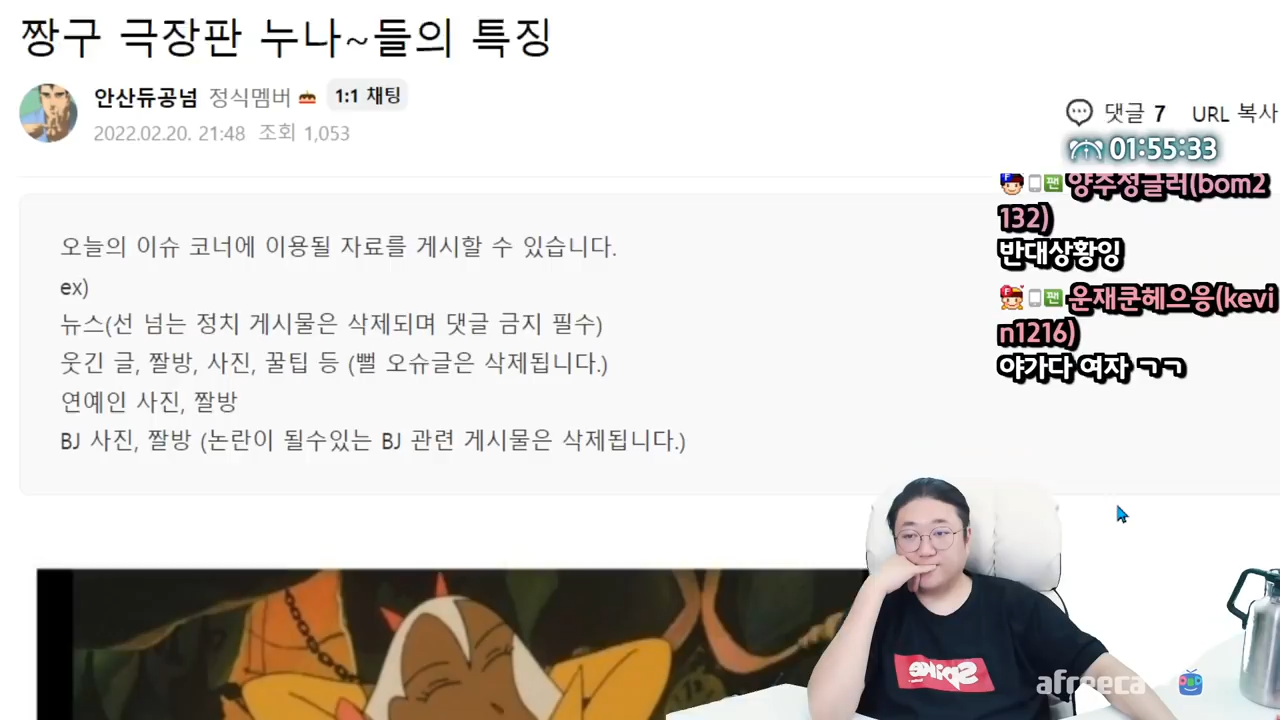 짱구 극장판 누나~들의 특징
안산듀공넘 정식멤버 1:1 채팅
2022.02.20. 21:48 조회 1,053
댓글 7 URL 복사
01:55:33
오늘의 이슈 코너에 이용될 자료를 게시할 수 있습니다.
ex)
뉴스(선 넘는 정치 게시물은 삭제되며 댓글 금지 필수)
웃긴 글, 짤방, 사진, 꿀팁 등 (뻘 오슈글은 삭제됩니다.)
연예인 사진, 짤방
BJ 사진, 짤방 (논란이 될수있는 BJ 관련 게시물은 삭제됩니다.)
F 팬 양주정글러(bom2
132)
반대상황잉
F 팬 운재쿤헤으응(kevi
n1216)
야가다 여자 ㄱㄱ
Spike
afreeca